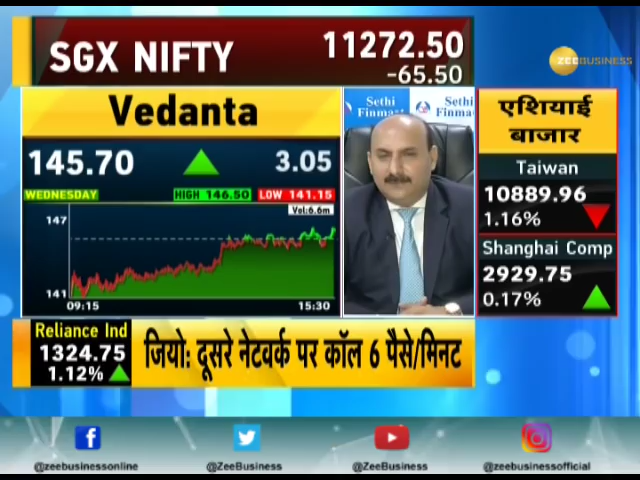 SGX NIFTY
11272.50
-65.50
ZEE BUSINESS
Vedanta
145.70
3.05
WEDNESDAY
HIGH 146.50
LOW 141.15
Vol:6.6m
147
141
09:15
15:30
Sethi
Finmart
Sethi
Finmar
एशियाई
बाजार
Taiwan
10889.96
1.16%
Shanghai Comp
2929.75
0.17%
Reliance Ind
1324.75
1.12%
जियो: दूसरे नेटवर्क पर कॉल 6 पैसे/मिनट
@zeebusinessonline
@ZeeBusiness
@ZeeBusiness
@zeebusinessofficial